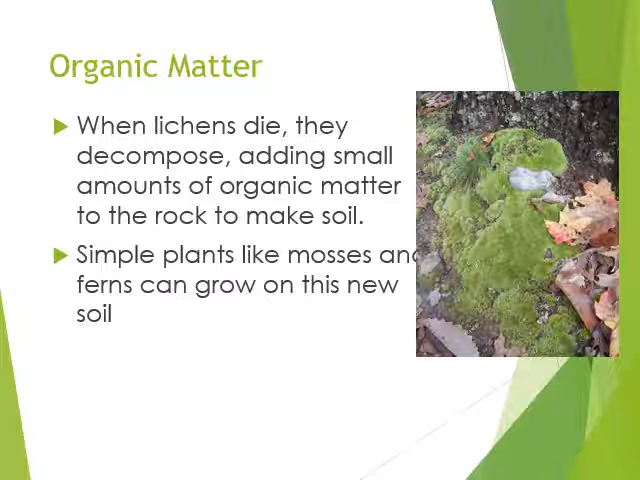 Organic Matter
When lichens die, they
decompose, adding small
amounts of organic matter
to the rock to make soil.
Simple plants like mosses and
ferns can grow on this new
soil